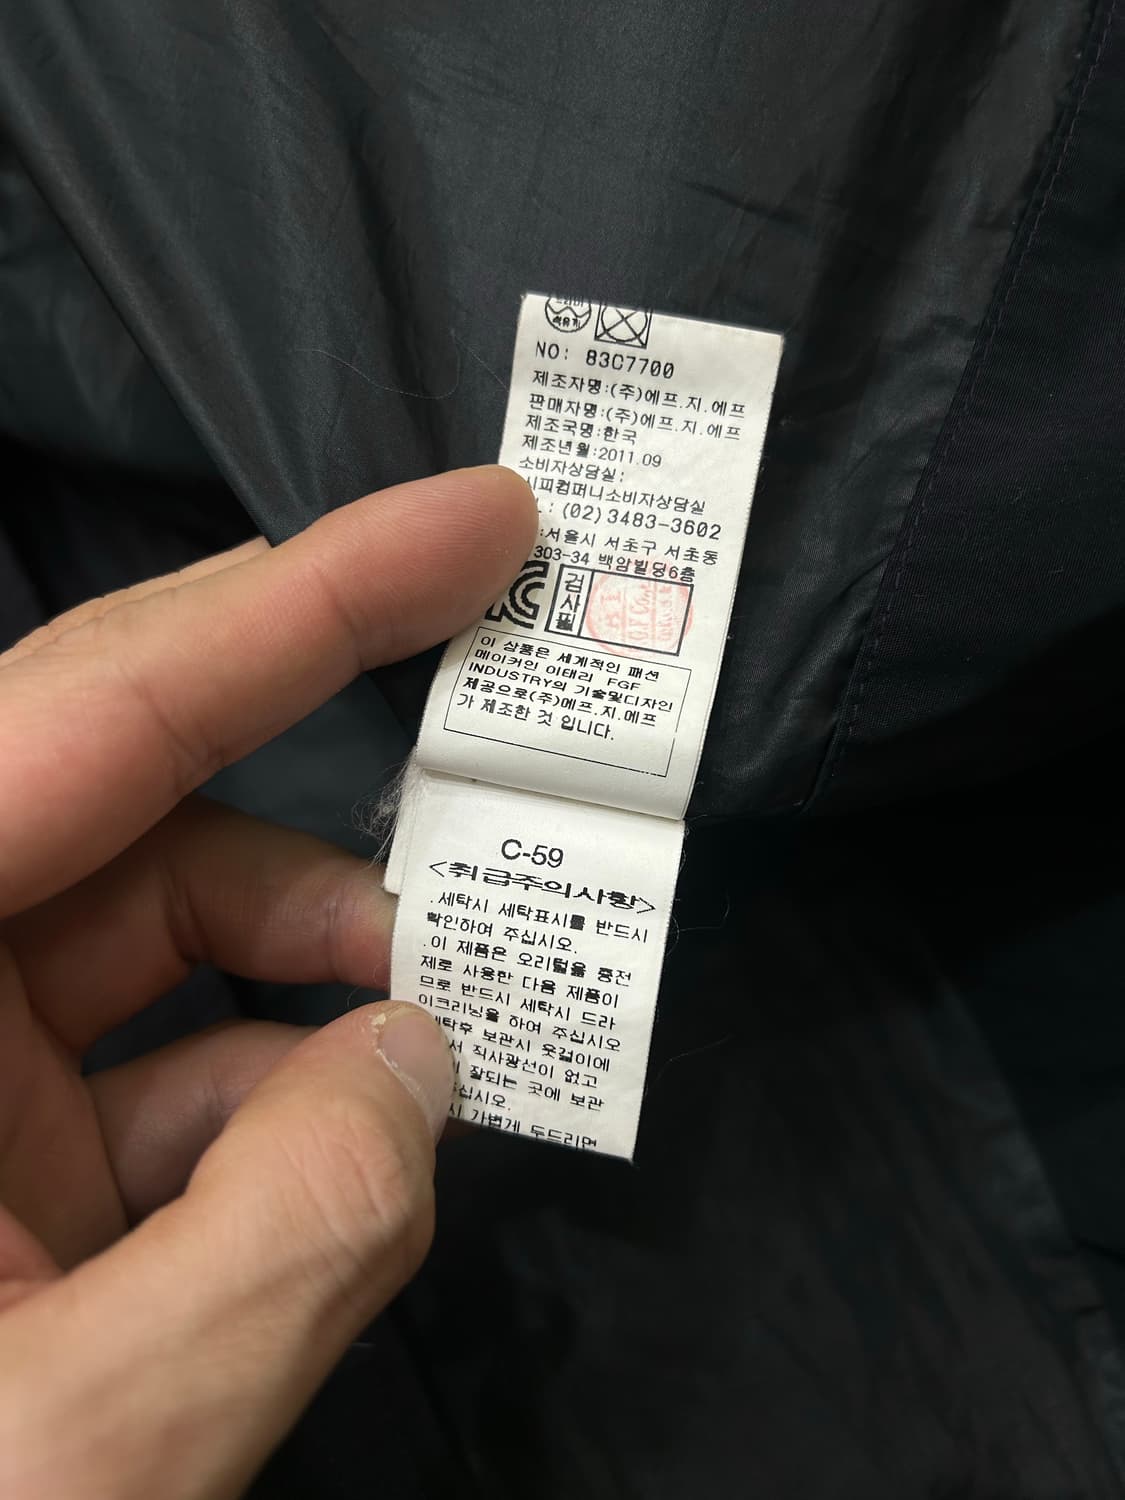 NO: 83C7700
제조자명:(주)에프.지.에프
판매자명:(주)에프.지.에프
제조국명:한국
제조년월:2011.09
소비자상담실:
씨피컴퍼니소비자상담실
: (02)3483-3602
:서울시 서초구 서초동
303-34 백암빌딩6층
검사필
이 상품은 세계적인 패션
메이커인 이태리 FGF
INDUSTRY의 기술및디자인
제공으로(주)에프.지.에프
가 제조한 것 입니다.
C-59
<취급주의사항>
.세탁시 세탁표시를 반드시
확인하여 주십시오.
.이 제품은 오리털을 충전
제로 사용한 다음 제품이
므로 반드시 세탁시 드라
이크리닝을 하여 주십시오
세탁후 보관시 옷걸이에
서 직사광선이 없고
잘되는 곳에 보관
주십시오.
시 가볍게 두드리면